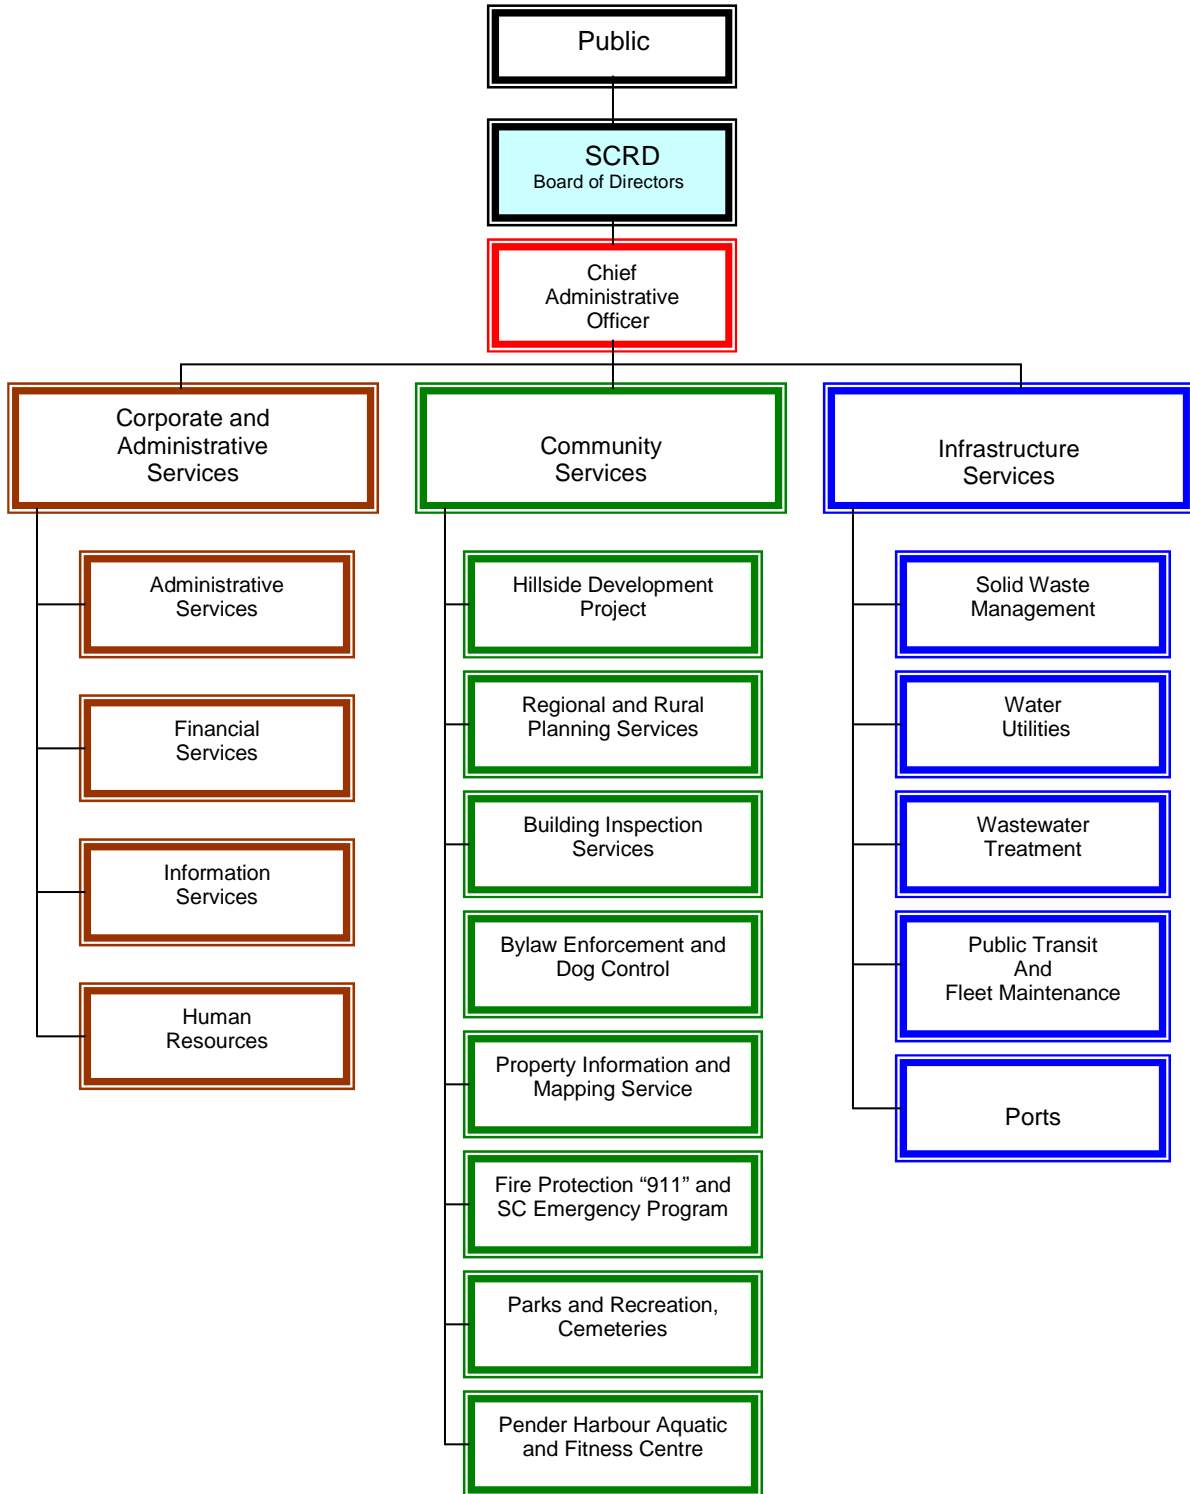 Public
SCRD
Board of Directors
Chief
Administrative
Officer
Corporate and
Administrative
Services
Administrative
Services
Financial
Services
Information
Services
Human
Resources
Community
Services
Hillside Development
Project
Regional and Rural
Planning Services
Building Inspection
Services
Bylaw Enforcement and
Dog Control
Property Information and
Mapping Service
Fire Protection “911” and
SC Emergency Program
Parks and Recreation,
Cemeteries
Pender Harbour Aquatic
and Fitness Centre
Infrastructure
Services
Solid Waste
Management
Water
Utilities
Wastewater
Treatment
Public Transit
And
Fleet Maintenance
Ports